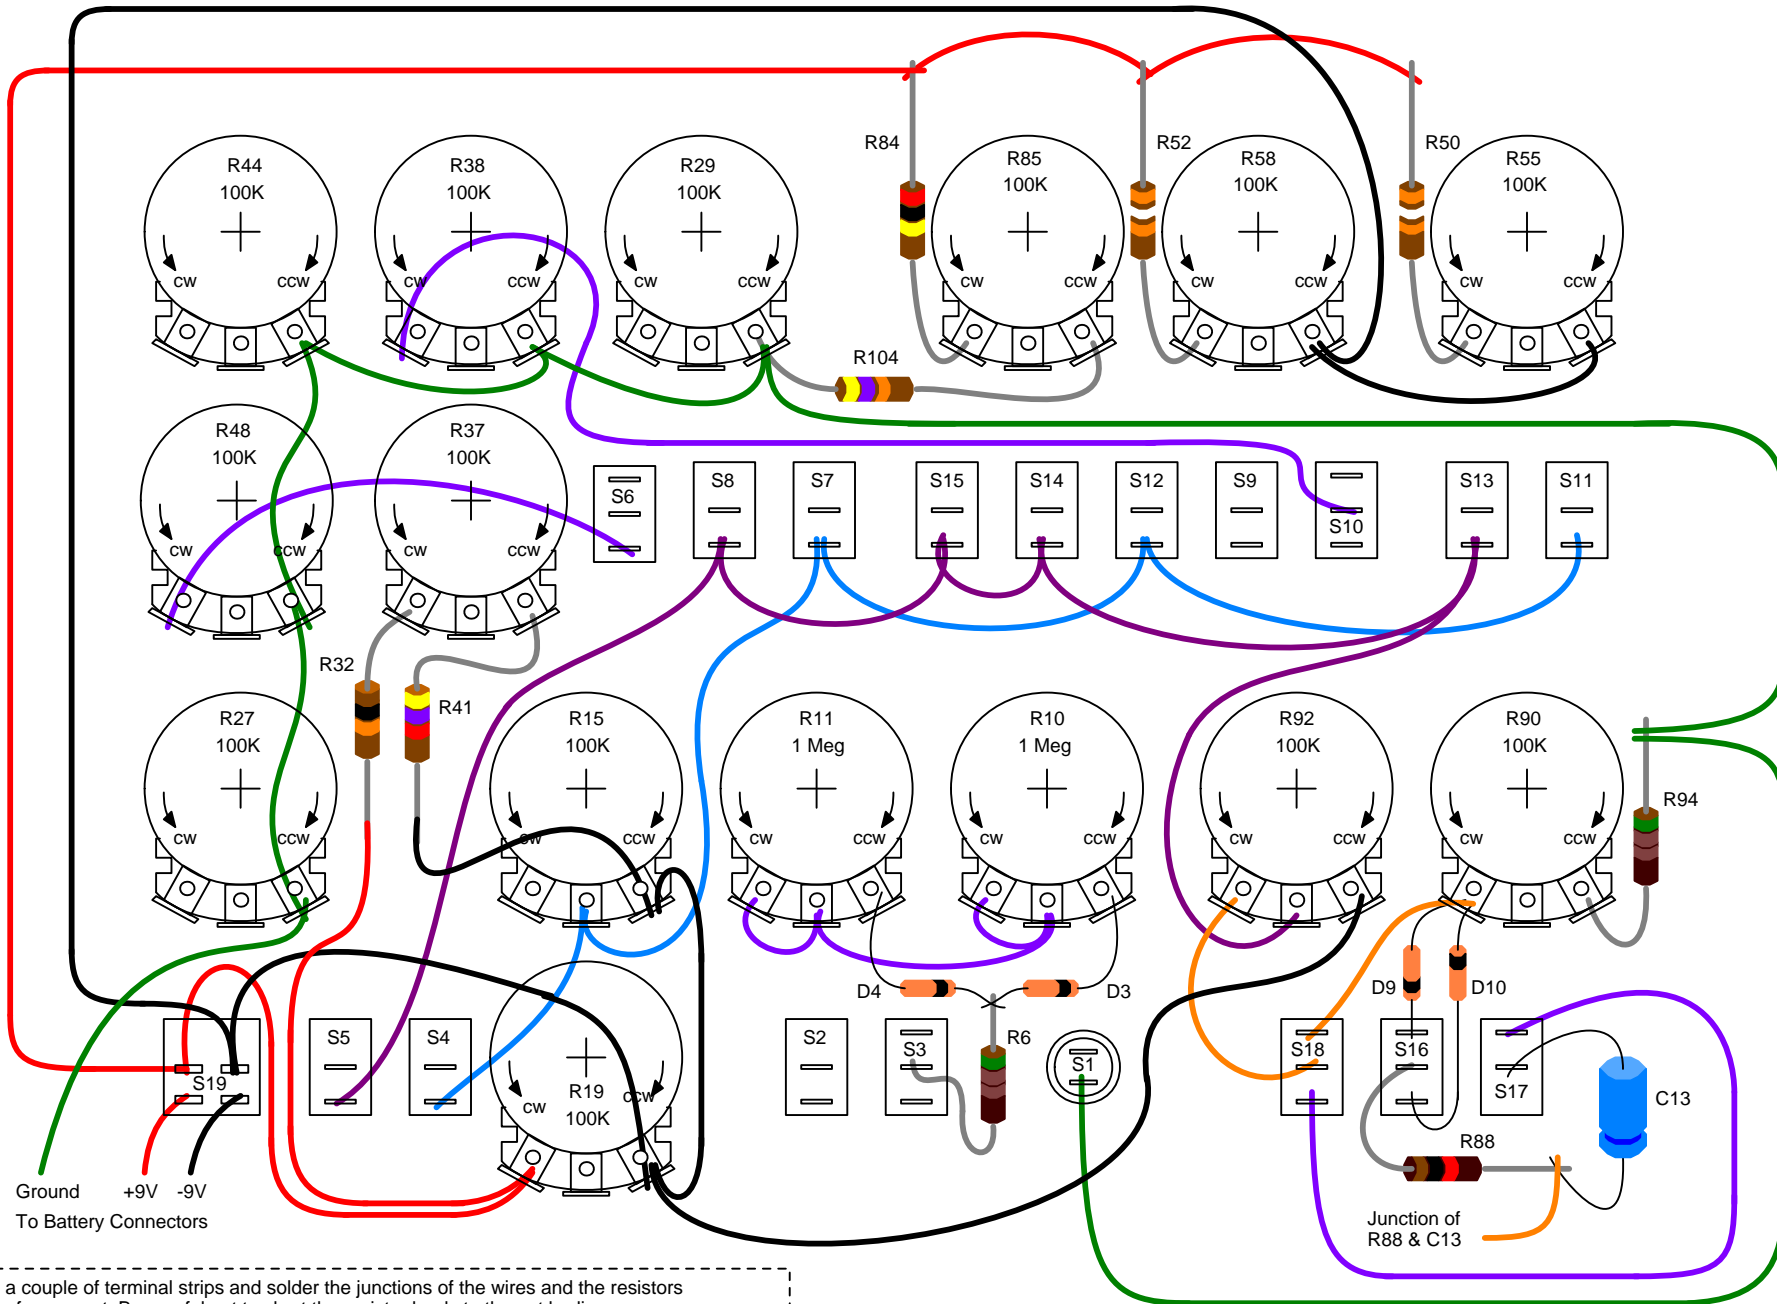 R84
R52
R50
R44
100K
R38
100K
R29
100K
R85
100K
R58
100K
R55
100K
cw
ccw
cw
ccw
cw
ccw
cw
ccw
cw
ccw
cw
ccw
R104
R48
100K
R37
100K
S6
S8
S7
S15
S14
S12
S9
S10
S13
S11
cw
ccw
cw
ccw
R32
R41
R27
100K
R15
100K
R11
1 Meg
R10
1 Meg
R92
100K
R90
100K
R94
cw
ccw
cw
ccw
cw
ccw
cw
ccw
cw
ccw
cw
ccw
D4
D3
D9
D10
S19
S5
S4
R19
100K
cw
ccw
S2
S3
R6
S1
S18
S16
S17
C13
R88
Ground
+9V
-9V
To Battery Connectors
Junction of
R88 & C13
a couple of terminal strips and solder the junctions of the wires and the resistors